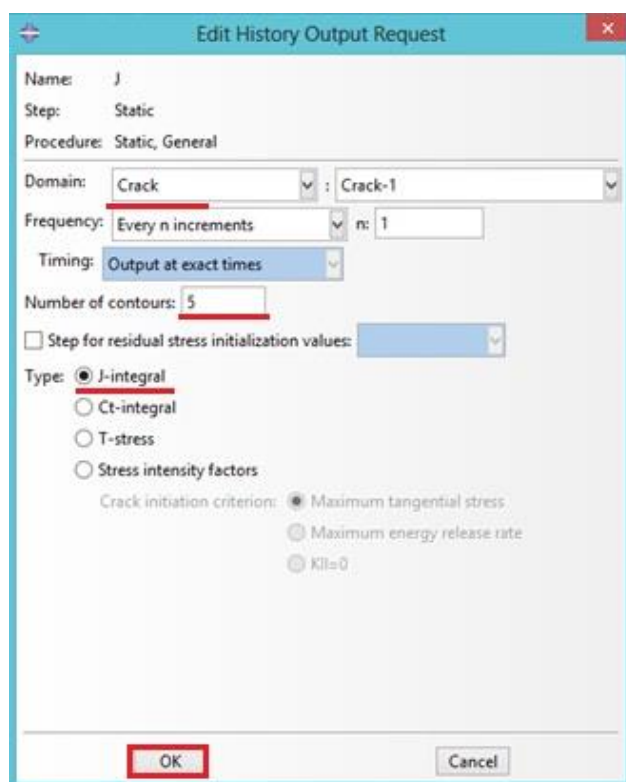 Edit History Output Request
Name: J
Step: Static
Procedure: Static, General
Domain: Crack : Crack-1
Frequency: Every n increments n: 1
Timing: Output at exact times
Number of contours: 5
Step for residual stress initialization values:
Type: J-integral
Ct-integral
T-stress
Stress intensity factors
Crack initiation criterion: Maximum tangential stress
Maximum energy release rate
KII=0
OK Cancel